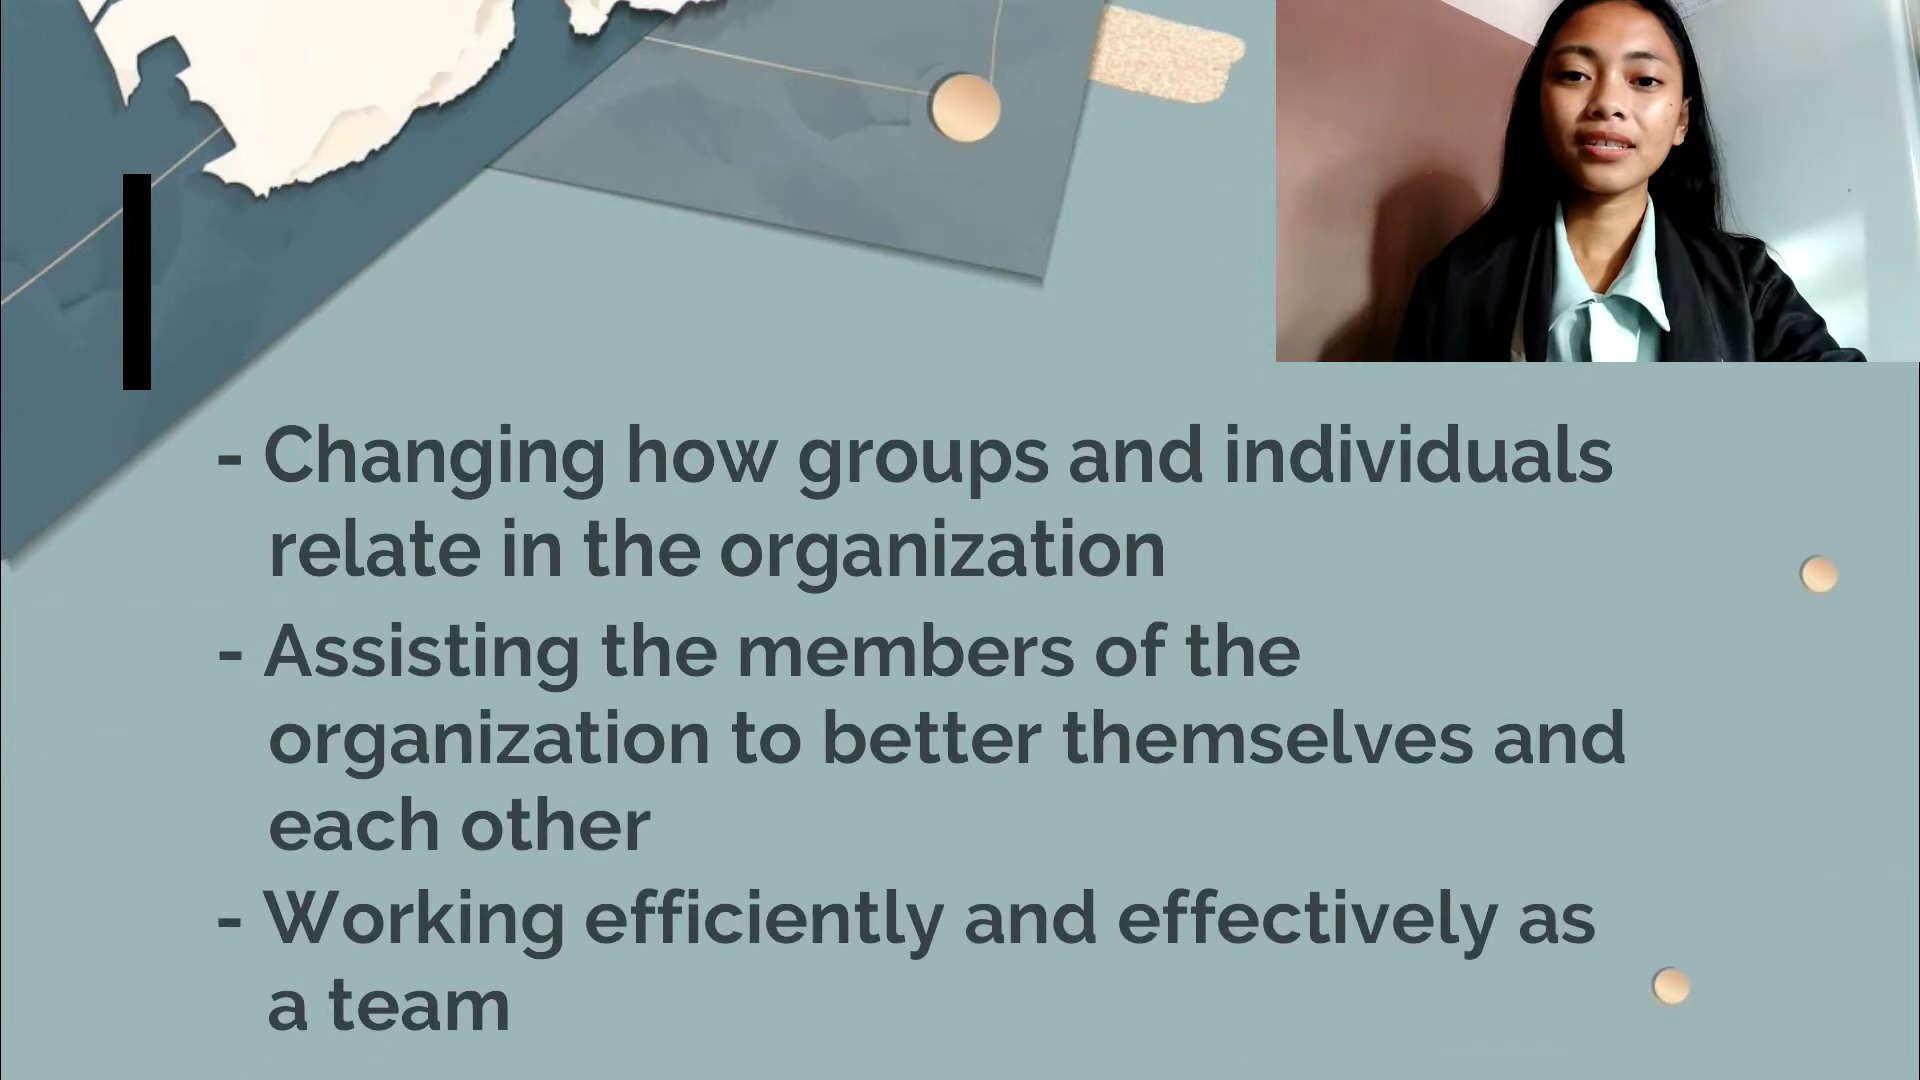 - Changing how groups and individuals
relate in the organization
- Assisting the members of the
organization to better themselves and
each other
- Working efficiently and effectively as
a team